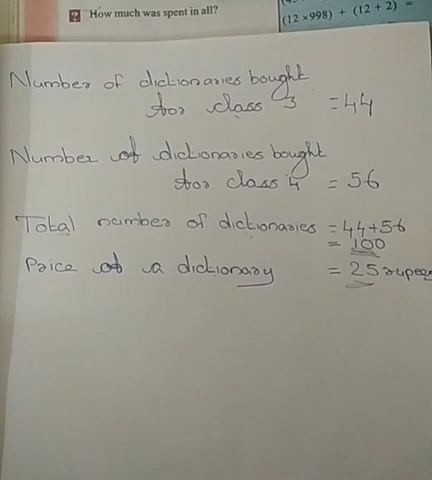 ? How much was spent in all?
(12 × 998) + (12 + 2) =
Number of dictionaries bought
for class 3 = 44
Number of dictionaries bought
for class 4 = 56
Total number of dictionaries = 44+56
= 100
Price of a dictionary = 25 rupees